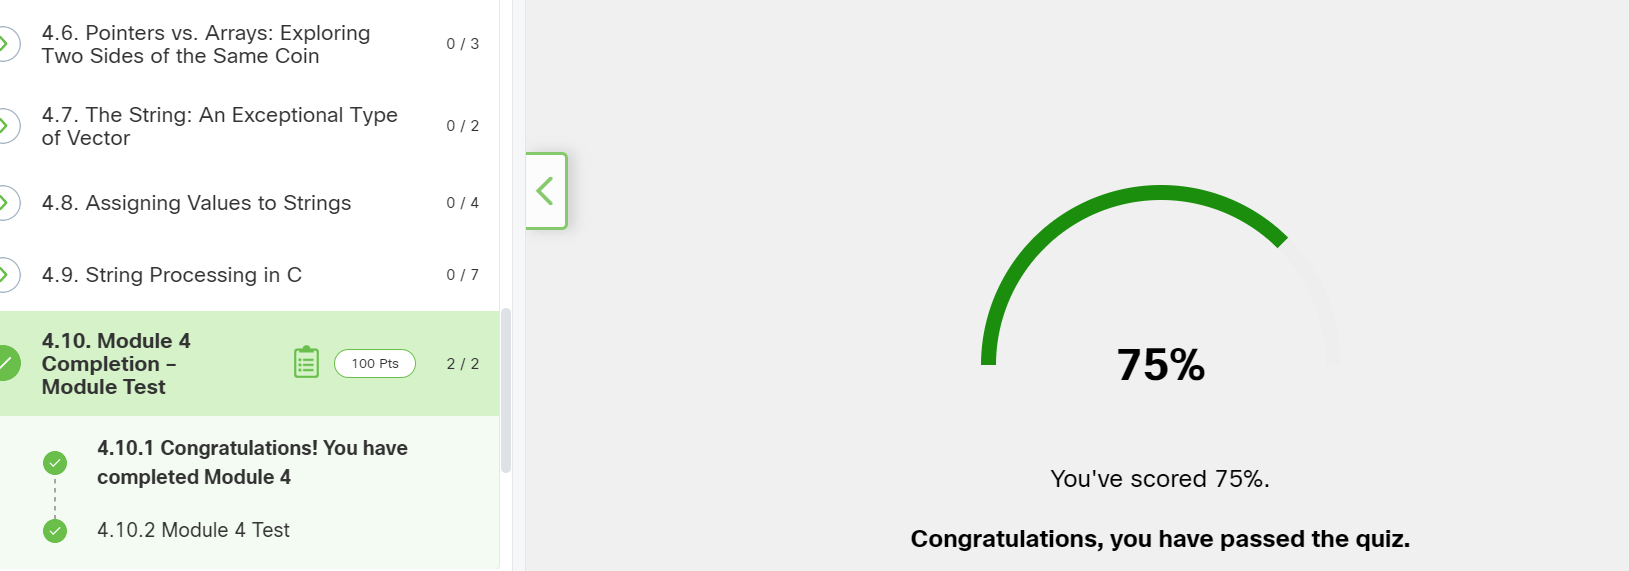 4.6. Pointers vs. Arrays: Exploring
Two Sides of the Same Coin
0 / 3
4.7. The String: An Exceptional Type
of Vector
0 / 2
4.8. Assigning Values to Strings
0 / 4
4.9. String Processing in C
0 / 7
4.10. Module 4
Completion –
Module Test
100 Pts
2 / 2
4.10.1 Congratulations! You have
completed Module 4
4.10.2 Module 4 Test
75%
You've scored 75%.
Congratulations, you have passed the quiz.